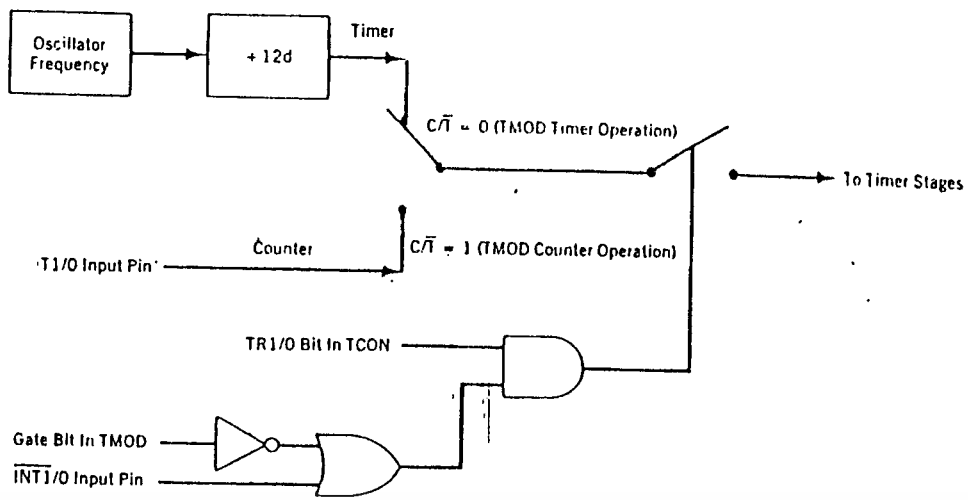 Oscillator
Frequency
+ 12d
Timer
C/T̅ = 0 (TMOD Timer Operation)
To Timer Stages
Counter
C/T̅ = 1 (TMOD Counter Operation)
T1/0 Input Pin
TR1/0 Bit In TCON
Gate Bit In TMOD
I̅N̅T̅1̅/0 Input Pin